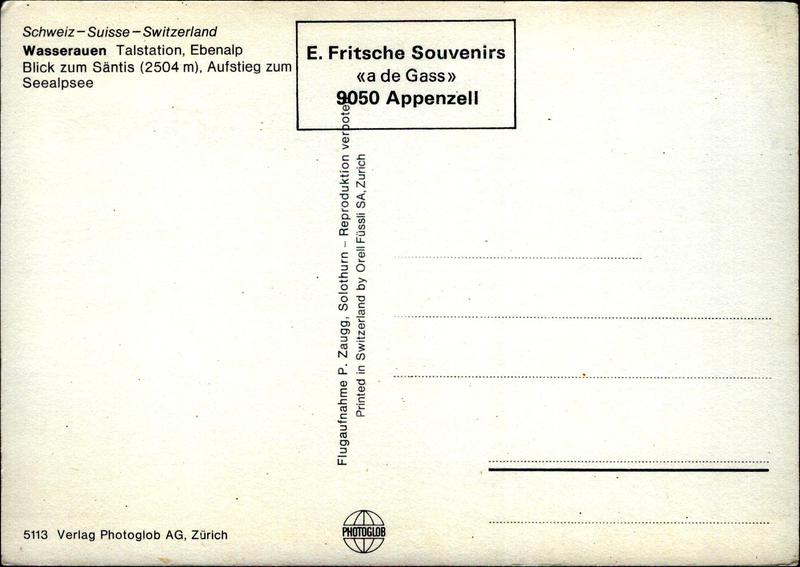 Schweiz – Suisse – Switzerland
Wasserauen Talstation, Ebenalp
Blick zum Säntis (2504 m), Aufstieg zum
Seealpsee
E. Fritsche Souvenirs
«a de Gass»
9050 Appenzell
Flugaufnahme P. Zaugg, Solothurn – Reproduktion verboten
Printed in Switzerland by Orell Füssli SA, Zurich
5113 Verlag Photoglob AG, Zürich
PHOTOGLOB